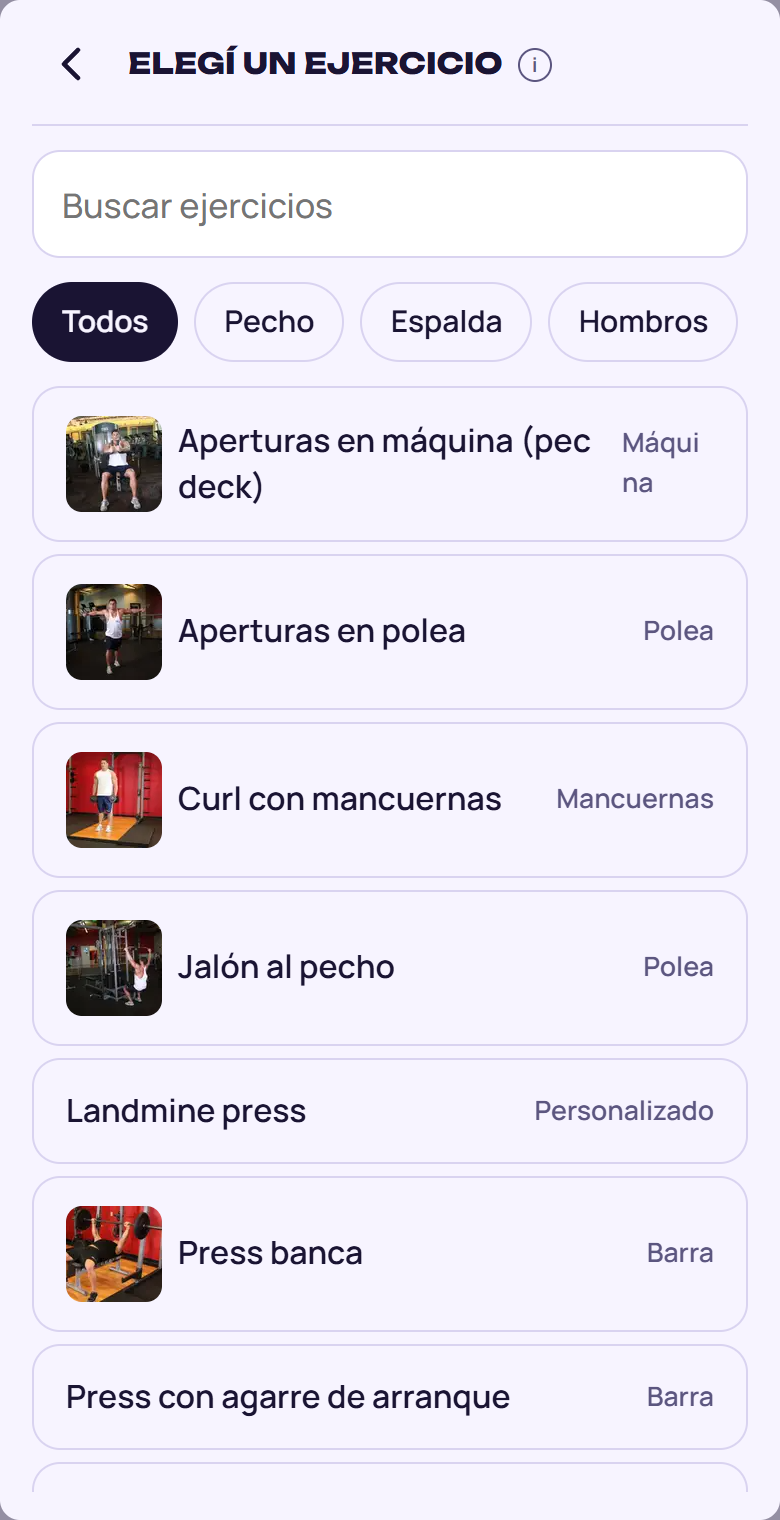 ELEGÍ UN EJERCICIO i
Buscar ejercicios
Todos Pecho Espalda Hombros
Aperturas en máquina (pec
deck)
Máqui
na
Aperturas en polea Polea
Curl con mancuernas Mancuernas
Jalón al pecho Polea
Landmine press Personalizado
Press banca Barra
Press con agarre de arranque Barra